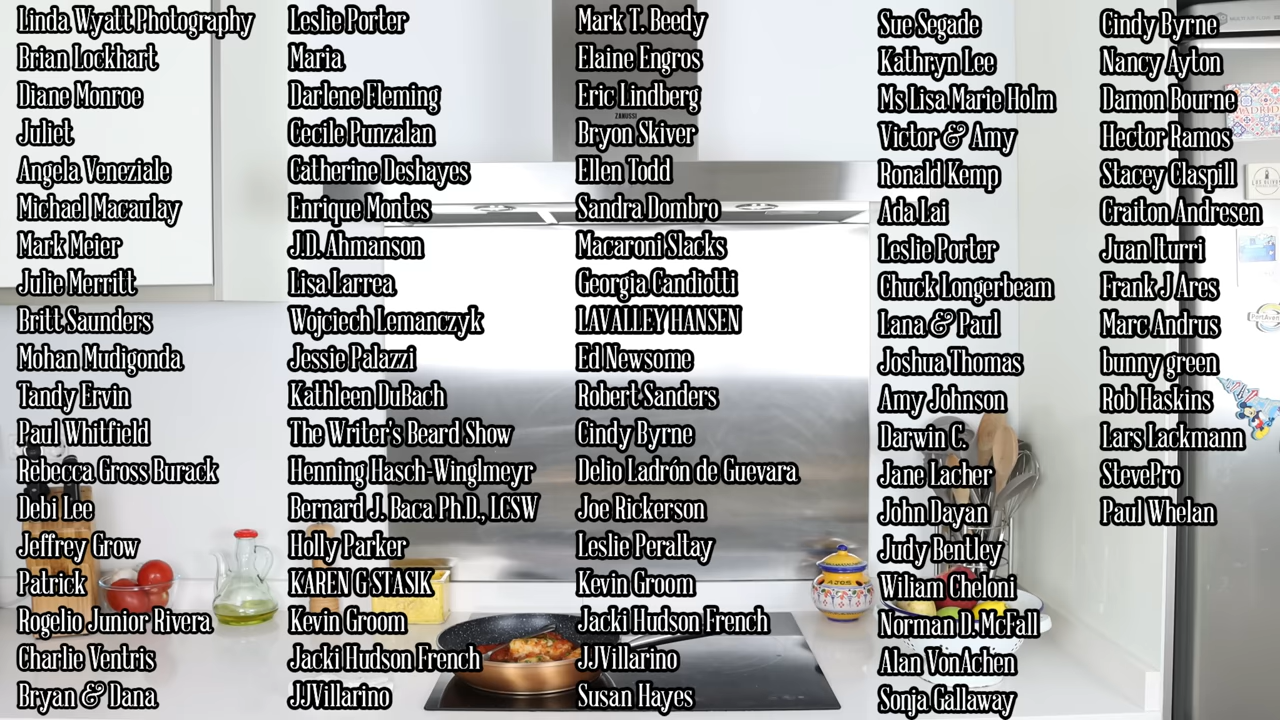 Linda Wyatt Photography
Brian Lockhart
Diane Monroe
Juliet
Angela Veneziale
Michael Macaulay
Mark Meier
Julie Merritt
Britt Saunders
Mohan Mudigonda
Tandy Ervin
Paul Whitfield
Rebecca Gross Burack
Debi Lee
Jeffrey Grow
Patrick
Rogelio Junior Rivera
Charlie Ventris
Bryan & Dana
Leslie Porter
Maria
Darlene Fleming
Cecile Punzalan
Catherine Deshayes
Enrique Montes
J.D. Ahmanson
Lisa Larrea
Wojciech Lemanczyk
Jessie Palazzi
Kathleen DuBach
The Writer's Beard Show
Henning Hasch-Winglmeyr
Bernard J. Baca Ph.D., LCSW
Holly Parker
KAREN G STASIK
Kevin Groom
Jacki Hudson French
JJVillarino
Mark T. Beedy
Elaine Engros
Eric Lindberg
ZANUSSI
Bryon Skiver
Ellen Todd
Sandra Dombro
Macaroni Slacks
Georgia Candiotti
LAVALLEY HANSEN
Ed Newsome
Robert Sanders
Cindy Byrne
Delio Ladrón de Guevara
Joe Rickerson
Leslie Peraltay
Kevin Groom
Jacki Hudson French
JJVillarino
Susan Hayes
Sue Segade
Kathryn Lee
Ms Lisa Marie Holm
Victor & Amy
Ronald Kemp
Ada Lai
Leslie Porter
Chuck Longerbeam
Lana & Paul
Joshua Thomas
Amy Johnson
Darwin C.
Jane Lacher
John Dayan
Judy Bentley
Wiliam Cheloni
Norman D. McFall
Alan VonAchen
Sonja Gallaway
Cindy Byrne
Nancy Ayton
Damon Bourne
Hector Ramos
Stacey Claspill
Craiton Andresen
Juan Iturri
Frank J Ares
Marc Andrus
bunny green
Rob Haskins
Lars Lackmann
StevePro
Paul Whelan
MADRID
AJOS